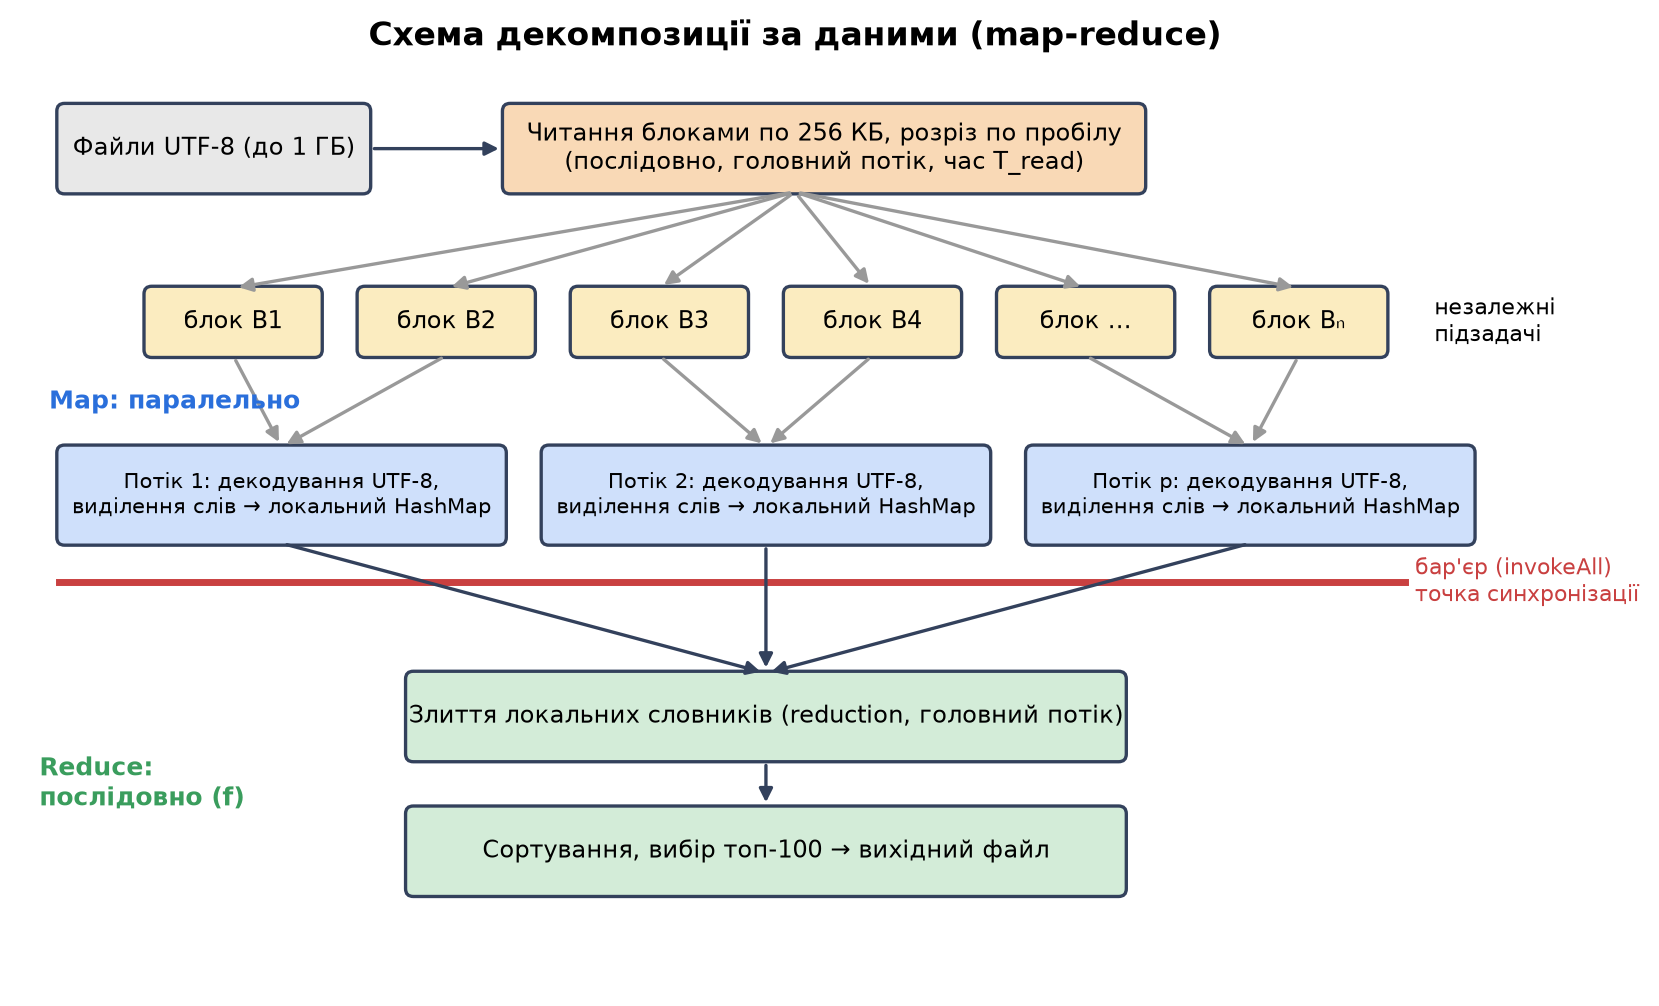 Схема декомпозиції за даними (map-reduce)
Файли UTF-8 (до 1 ГБ)
Читання блоками по 256 КБ, розріз по пробілу
(послідовно, головний потік, час T_read)
блок B1
блок B2
блок B3
блок B4
блок ...
блок Bₙ
незалежні
підзадачі
Map: паралельно
Потік 1: декодування UTF-8,
виділення слів → локальний HashMap
Потік 2: декодування UTF-8,
виділення слів → локальний HashMap
Потік p: декодування UTF-8,
виділення слів → локальний HashMap
бар'єр (invokeAll)
точка синхронізації
Злиття локальних словників (reduction, головний потік)
Reduce:
послідовно (f)
Сортування, вибір топ-100 → вихідний файл